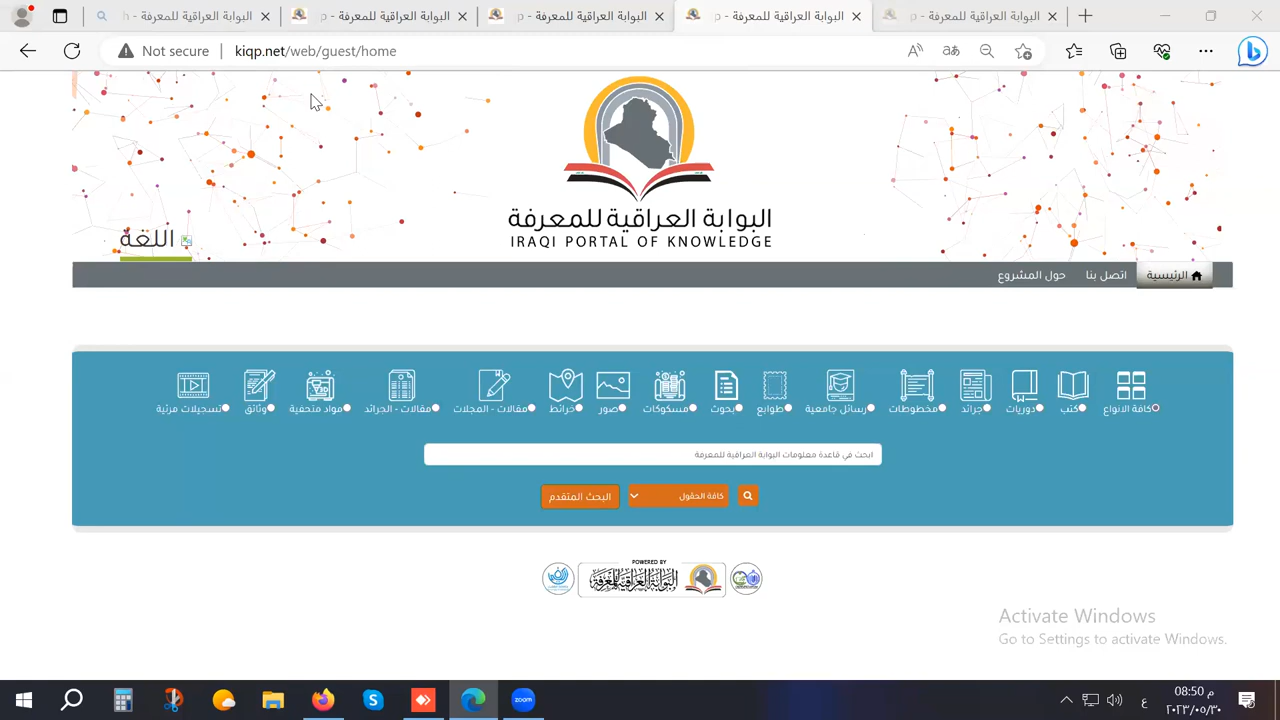 h - البوابة العراقية للمعرفة
p - البوابة العراقية للمعرفة
p - البوابة العراقية للمعرفة
p - البوابة العراقية للمعرفة
p - البوابة العراقية للمعرفة
Not secure
kiqp.net/web/guest/home
البوابة العراقية للمعرفة
IRAQI PORTAL OF KNOWLEDGE
اللغة
الرئيسية
اتصل بنا
حول المشروع
كافة الانواع
كتب
دوريات
جرائد
مخطوطات
رسائل جامعية
طوابع
بحوث
مسكوكات
صور
خرائط
مقالات - المجلات
مقالات - الجرائد
مواد متحفية
وثائق
تسجيلات مرئية
ابحث في قاعدة معلومات البوابة العراقية للمعرفة
كافة الحقول
البحث المتقدم
POWERED BY
البوابة العراقية للمعرفة
Activate Windows
Go to Settings to activate Windows.
zoom
ع
08:50 م
٢٠٢٣/٠٥/٣٠